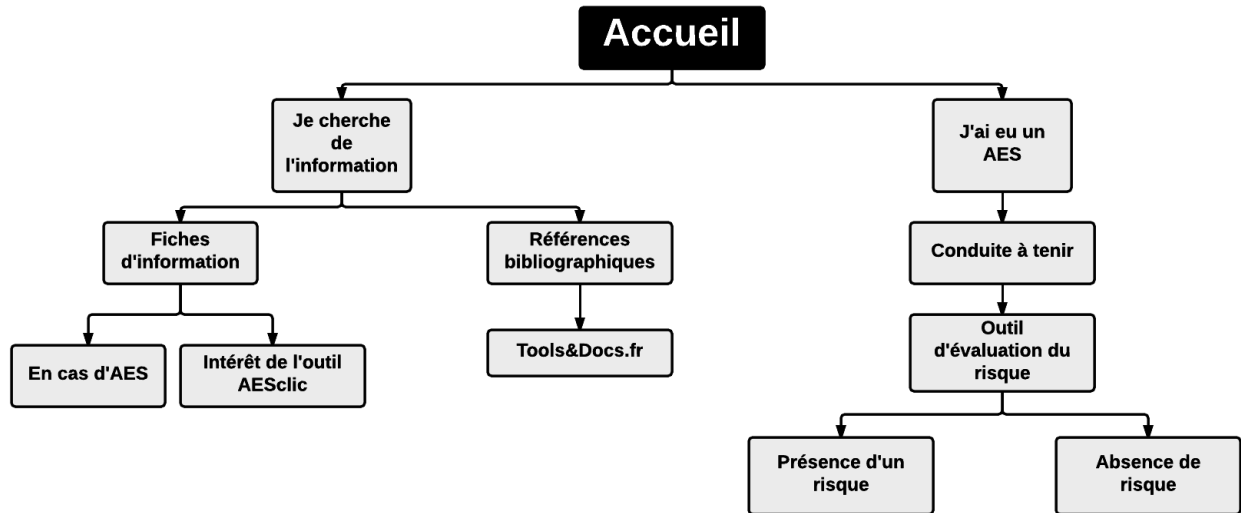 Accueil
Je cherche
de
l'information
J'ai eu un
AES
Fiches
d'information
Références
bibliographiques
Conduite à tenir
En cas d'AES
Intérêt de l'outil
AESclic
Tools&Docs.fr
Outil
d'évaluation du
risque
Présence d'un
risque
Absence de
risque